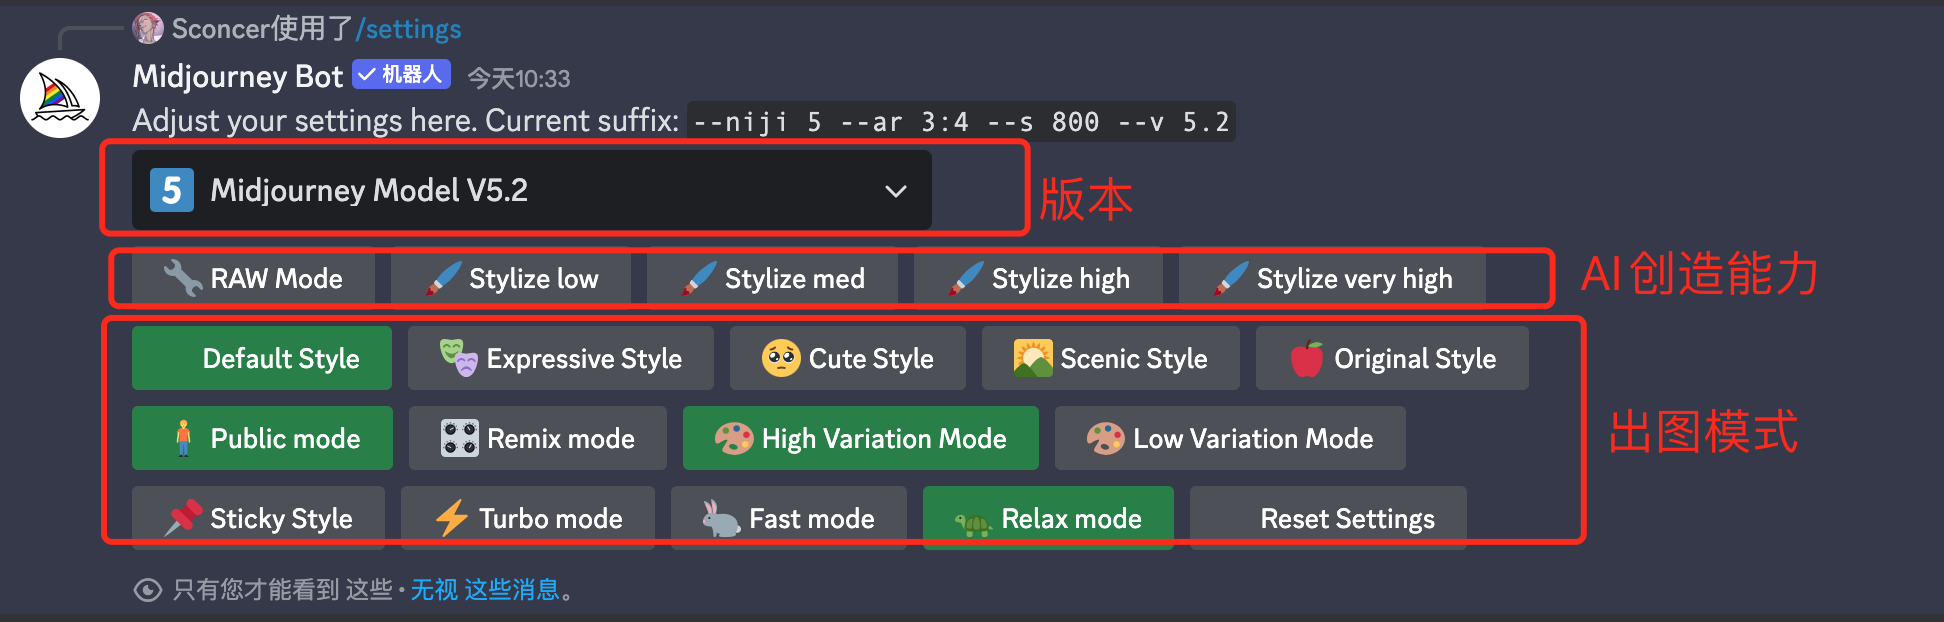 Sconcer使用了/settings
Midjourney Bot 机器人 今天10:33
Adjust your settings here. Current suffix: --niji 5 --ar 3:4 --s 800 --v 5.2
5 Midjourney Model V5.2
版本
RAW Mode Stylize low Stylize med Stylize high Stylize very high
AI创造能力
Default Style Expressive Style Cute Style Scenic Style Original Style
Public mode Remix mode High Variation Mode Low Variation Mode
出图模式
Sticky Style Turbo mode Fast mode Relax mode Reset Settings
只有您才能看到 这些 • 无视 这些消息。